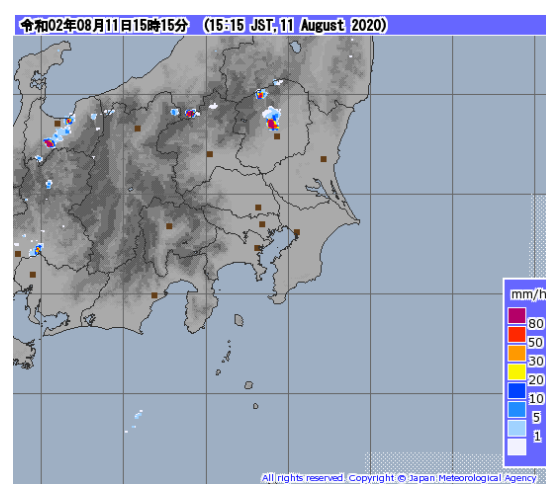 令和02年08月11日15時15分 (15:15 JST,11 August 2020)
mm/h
80
50
30
20
10
5
1
All rights reserved. Copyright © Japan Meteorological Agency